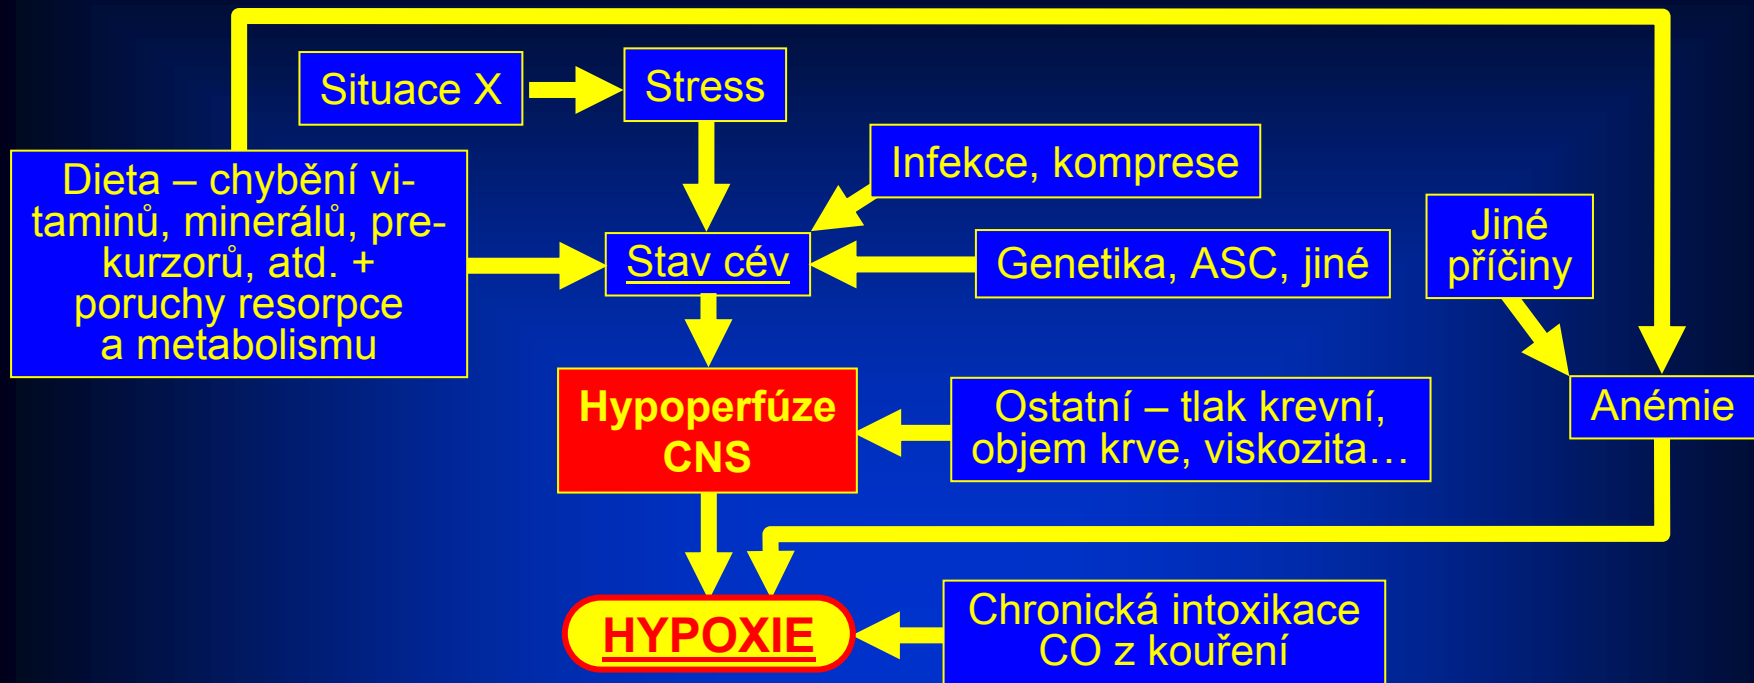 Situace X
Stress
Infekce, komprese
Dieta – chybění vi-
taminů, minerálů, pre-
kurzorů, atd. +
poruchy resorpce
a metabolismu
Stav cév
Genetika, ASC, jiné
Jiné
příčiny
Hypoperfúze
CNS
Ostatní – tlak krevní,
objem krve, viskozita…
Anémie
HYPOXIE
Chronická intoxikace
CO z kouření